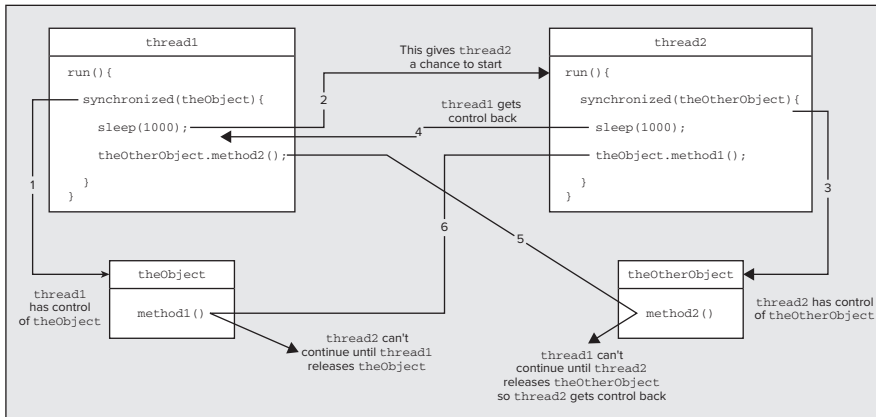 thread1
run(){
synchronized(theObject){
sleep(1000);
theOtherObject.method2();
}
}
This gives thread2
a chance to start
2
thread1 gets
control back
4
thread2
run(){
synchronized(theOtherObject){
sleep(1000);
theObject.method1();
}
}
1
3
6
5
thread1
has control
of theObject
theObject
method1()
thread2 can't
continue until thread1
releases theObject
theOtherObject
method2()
thread1 can't
continue until thread2
releases theOtherObject
so thread2 gets control back
thread2 has control
of theOtherObject